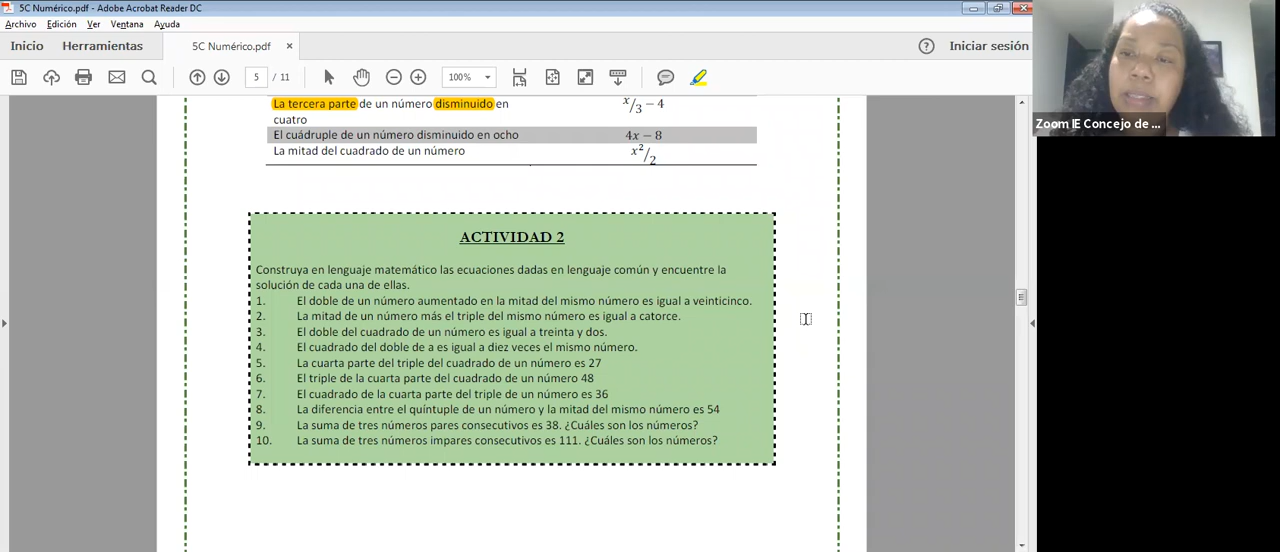 5C Numérico.pdf - Adobe Acrobat Reader DC
Archivo Edición Ver Ventana Ayuda
Inicio Herramientas 5C Numérico.pdf × Iniciar sesión
5 / 11 100%
Zoom IE Concejo de ...
La tercera parte de un número disminuido en cuatro x/3 − 4
El cuádruple de un número disminuido en ocho 4x − 8
La mitad del cuadrado de un número x²/2
ACTIVIDAD 2
Construya en lenguaje matemático las ecuaciones dadas en lenguaje común y encuentre la
solución de cada una de ellas.
1. El doble de un número aumentado en la mitad del mismo número es igual a veinticinco.
2. La mitad de un número más el triple del mismo número es igual a catorce.
3. El doble del cuadrado de un número es igual a treinta y dos.
4. El cuadrado del doble de a es igual a diez veces el mismo número.
5. La cuarta parte del triple del cuadrado de un número es 27
6. El triple de la cuarta parte del cuadrado de un número 48
7. El cuadrado de la cuarta parte del triple de un número es 36
8. La diferencia entre el quíntuple de un número y la mitad del mismo número es 54
9. La suma de tres números pares consecutivos es 38. ¿Cuáles son los números?
10. La suma de tres números impares consecutivos es 111. ¿Cuáles son los números?